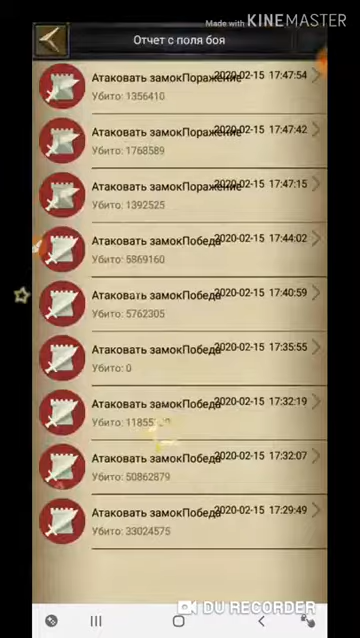 Made with KINEMASTER
Отчет с поля боя
Атаковать замокПоражение 2020-02-15 17:47:54
Убито: 1356410
Атаковать замокПоражение 2020-02-15 17:47:42
Убито: 1768589
Атаковать замокПоражение 2020-02-15 17:47:15
Убито: 1392525
Атаковать замокПобеда 2020-02-15 17:44:02
Убито: 5869160
Атаковать замокПобеда 2020-02-15 17:40:59
Убито: 5762305
Атаковать замокПобеда 2020-02-15 17:35:55
Убито: 0
Атаковать замокПобеда 2020-02-15 17:32:19
Убито:
Атаковать замокПобеда 2020-02-15 17:32:07
Убито: 50862879
Атаковать замокПобеда 2020-02-15 17:29:49
Убито: 33024575
DU RECORDER